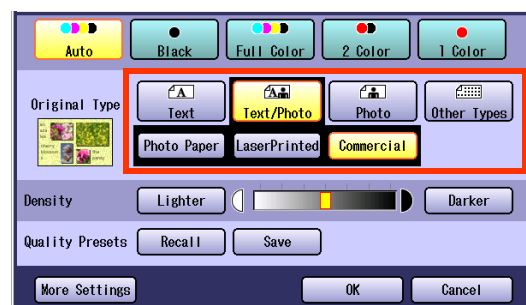 Auto Black Full Color 2 Color 1 Color
Original Type
Text Text/Photo Photo Other Types
Photo Paper LaserPrinted Commercial
Density Lighter Darker
Quality Presets Recall Save
More Settings OK Cancel